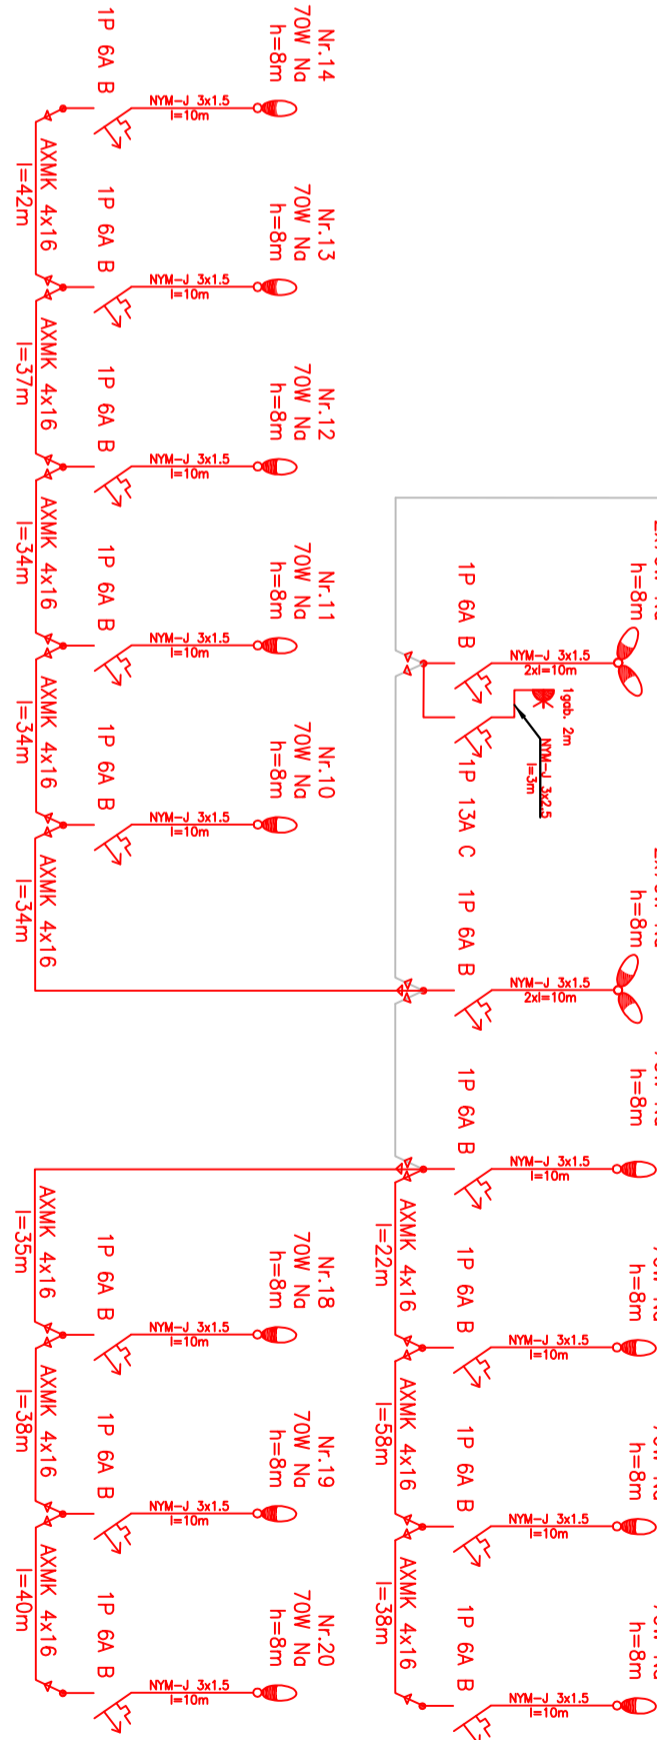 Nr.14
70W Na
h=8m
NYM-J 3x1.5
l=10m
1P 6A B
AXMK 4x16
l=42m
Nr.13
70W Na
h=8m
NYM-J 3x1.5
l=10m
1P 6A B
AXMK 4x16
l=37m
Nr.12
70W Na
h=8m
NYM-J 3x1.5
l=10m
1P 6A B
AXMK 4x16
l=34m
Nr.11
70W Na
h=8m
NYM-J 3x1.5
l=10m
1P 6A B
AXMK 4x16
l=34m
Nr.10
70W Na
h=8m
NYM-J 3x1.5
l=10m
1P 6A B
AXMK 4x16
l=34m
h=8m
NYM-J 3x1.5
2xl=10m
1P 6A B
1gab. 2m
NYM-J 3x2.5
l=3m
1P 13A C
h=8m
NYM-J 3x1.5
2xl=10m
1P 6A B
h=8m
NYM-J 3x1.5
l=10m
1P 6A B
AXMK 4x16
l=22m
h=8m
NYM-J 3x1.5
l=10m
1P 6A B
AXMK 4x16
l=58m
h=8m
NYM-J 3x1.5
l=10m
1P 6A B
AXMK 4x16
l=38m
h=8m
NYM-J 3x1.5
l=10m
1P 6A B
AXMK 4x16
l=35m
Nr.18
70W Na
h=8m
NYM-J 3x1.5
l=10m
1P 6A B
AXMK 4x16
l=38m
Nr.19
70W Na
h=8m
NYM-J 3x1.5
l=10m
1P 6A B
AXMK 4x16
l=40m
Nr.20
70W Na
h=8m
NYM-J 3x1.5
l=10m
1P 6A B